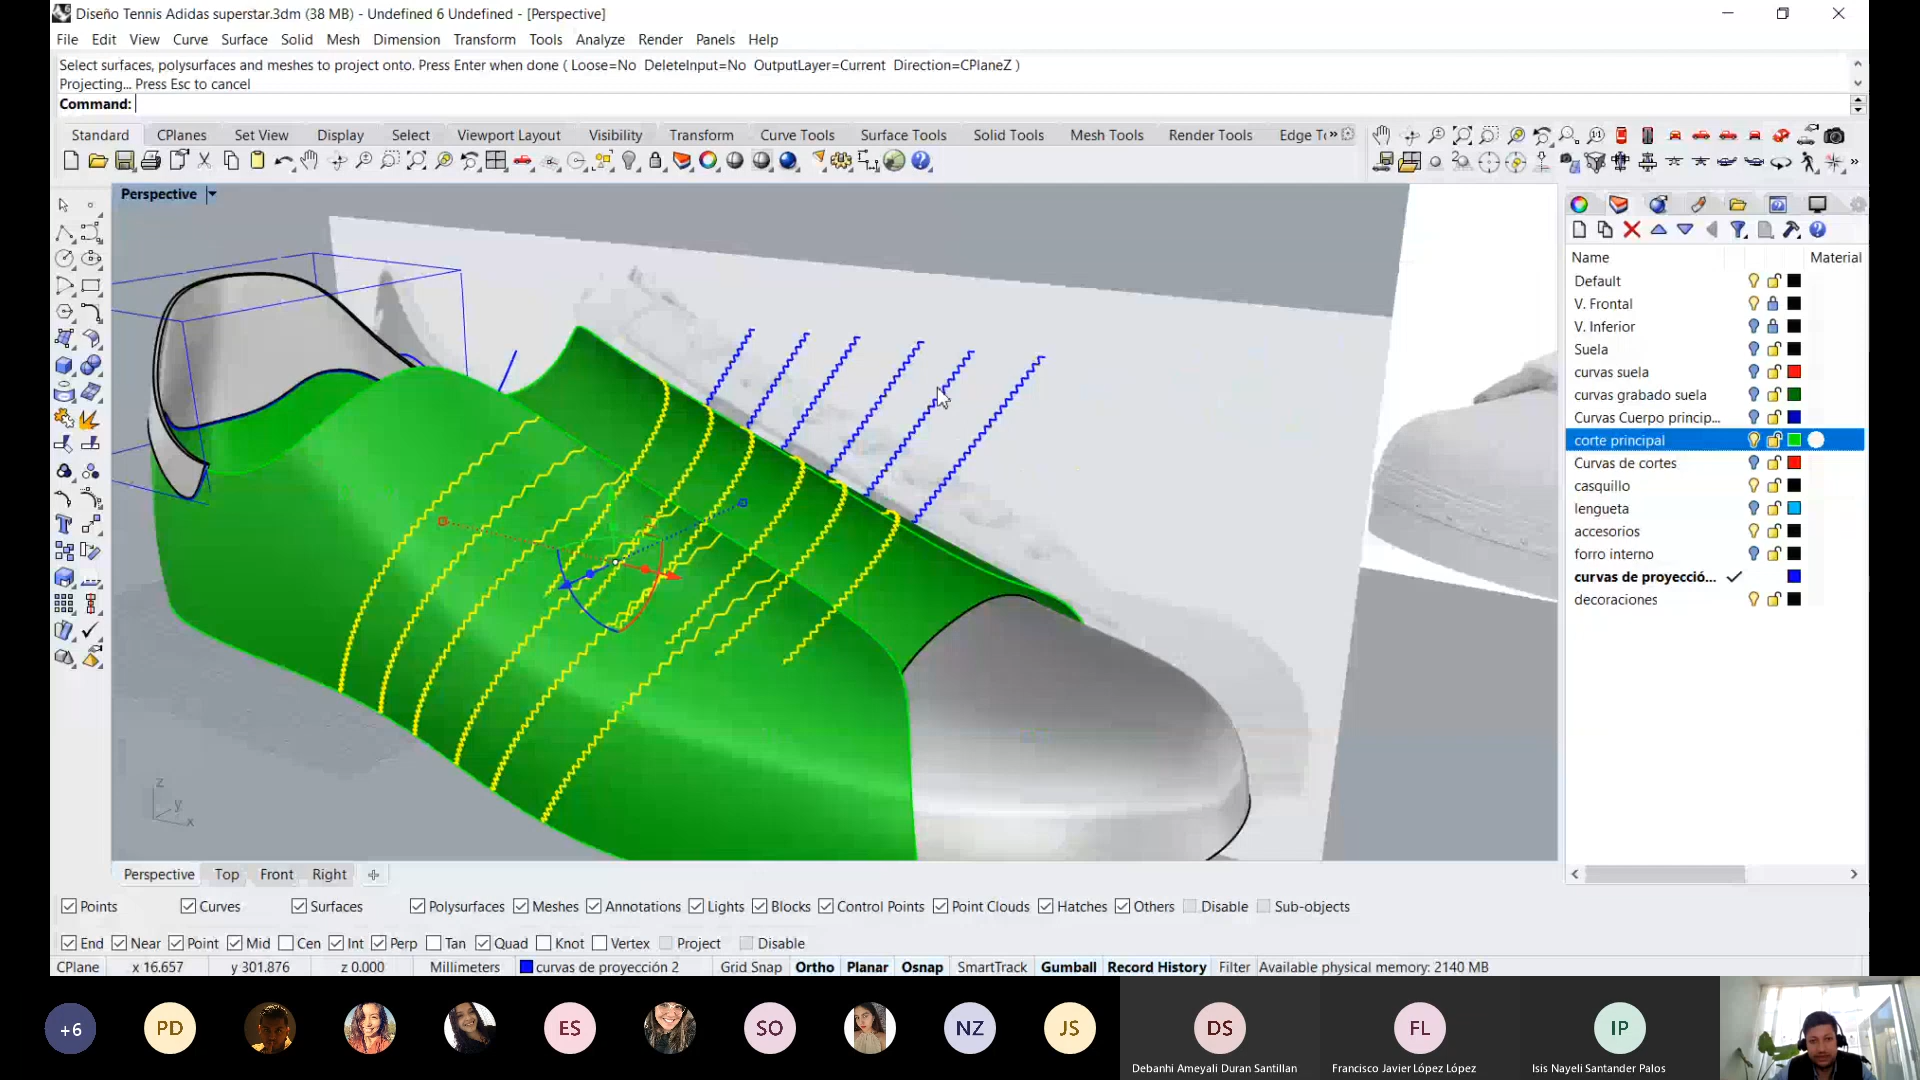 Diseño Tennis Adidas superstar.3dm (38 MB) - Undefined 6 Undefined - [Perspective]
File Edit View Curve Surface Solid Mesh Dimension Transform Tools Analyze Render Panels Help
Select surfaces, polysurfaces and meshes to project onto. Press Enter when done ( Loose=No DeleteInput=No OutputLayer=Current Direction=CPlaneZ )
Projecting... Press Esc to cancel
Command:
Standard CPlanes Set View Display Select Viewport Layout Visibility Transform Curve Tools Surface Tools Solid Tools Mesh Tools Render Tools Edge To »
Perspective
Name Material
Default
V. Frontal
V. Inferior
Suela
curvas suela
curvas grabado suela
Curvas Cuerpo princip...
corte principal
Curvas de cortes
casquillo
lengueta
accesorios
forro interno
curvas de proyecció...
decoraciones
z
y
x
Perspective Top Front Right
Points Curves Surfaces Polysurfaces Meshes Annotations Lights Blocks Control Points Point Clouds Hatches Others Disable Sub-objects
End Near Point Mid Cen Int Perp Tan Quad Knot Vertex Project Disable
CPlane x 16.657 y 301.876 z 0.000 Millimeters curvas de proyección 2 Grid Snap Ortho Planar Osnap SmartTrack Gumball Record History Filter Available physical memory: 2140 MB
+6 PD ES SO NZ JS DS FL IP
Debanhi Ameyali Duran Santillan Francisco Javier López López Isis Nayeli Santander Palos